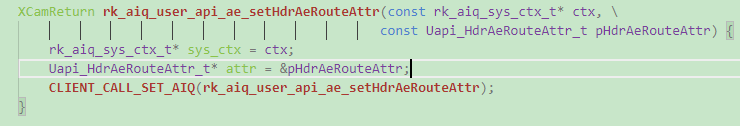 XCamReturn rk_aiq_user_api_ae_setHdrAeRouteAttr(const rk_aiq_sys_ctx_t* ctx, \
const Uapi_HdrAeRouteAttr_t pHdrAeRouteAttr) {
rk_aiq_sys_ctx_t* sys_ctx = ctx;
Uapi_HdrAeRouteAttr_t* attr = &pHdrAeRouteAttr;
CLIENT_CALL_SET_AIQ(rk_aiq_user_api_ae_setHdrAeRouteAttr);
}